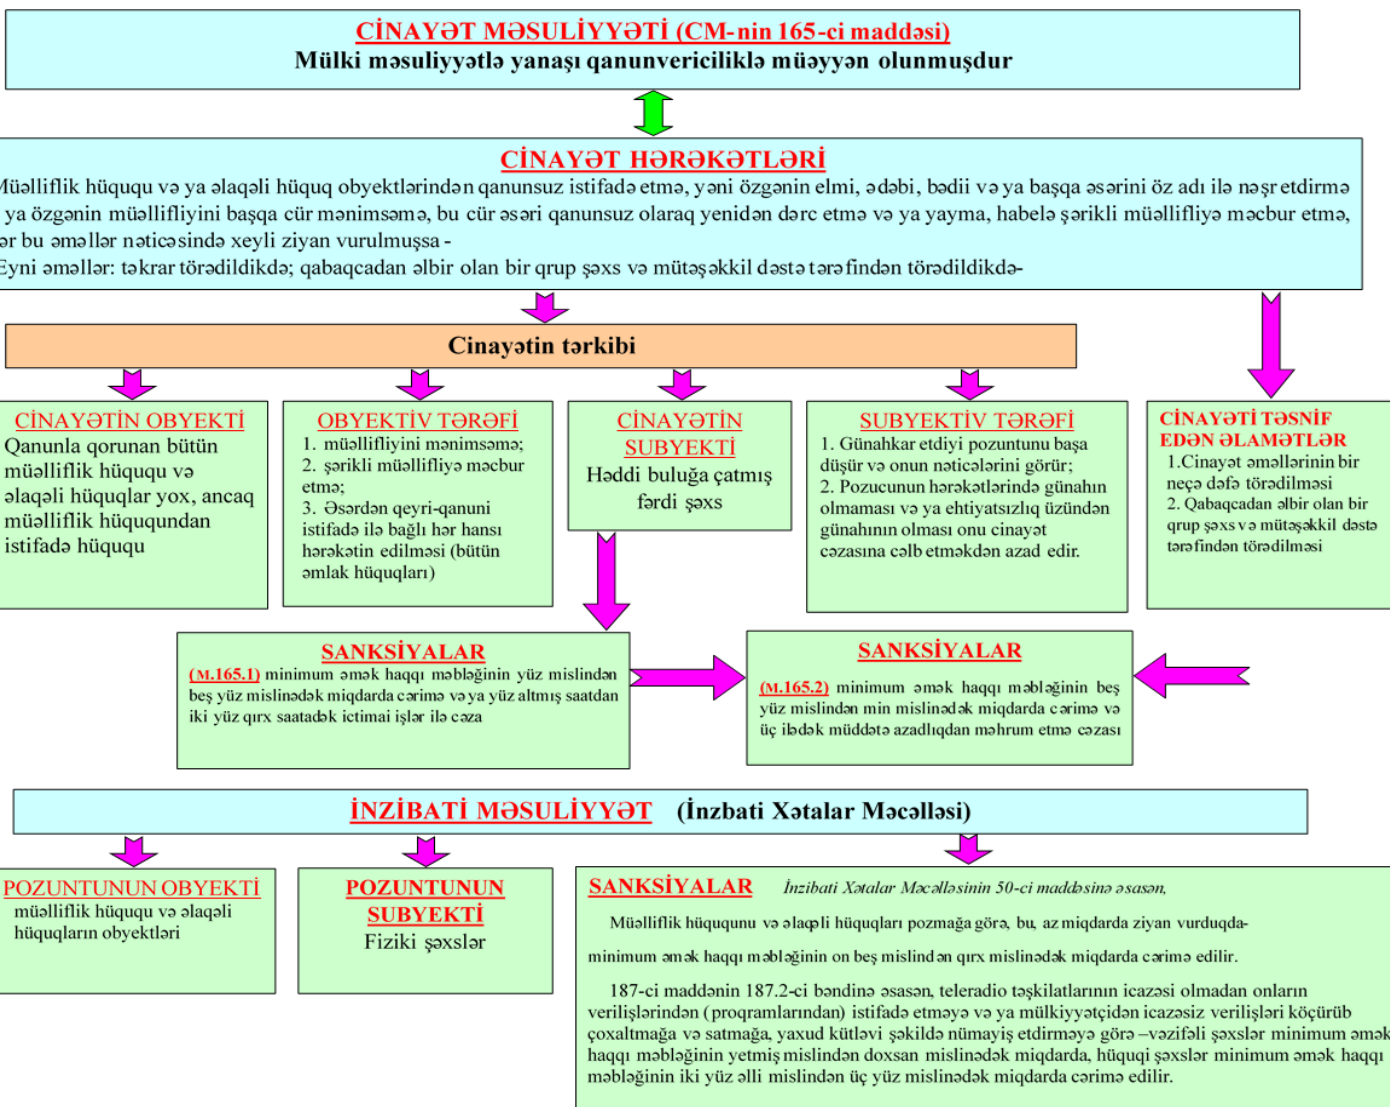 CİNAYƏT MƏSULİYYƏTİ (CM-nin 165-ci maddəsi)
Mülki məsuliyyətlə yanaşı qanunvericiliklə müəyyən olunmuşdur
CİNAYƏT HƏRƏKƏTLƏRİ
Müəlliflik hüququ və ya əlaqəli hüquq obyektlərindən qanunsuz istifadə etmə, yəni özgənin elmi, ədəbi, bədii və ya başqa əsərini öz adı ilə nəşr etdirmə
ya özgənin müəllifliyini başqa cür mənimsəmə, bu cür əsəri qanunsuz olaraq yenidən dərc etmə və ya yayma, habelə şərikli müəllifliyə məcbur etmə,
ər bu əməllər nəticəsində xeyli ziyan vurulmuşsa -
Eyni əməllər: təkrar törədildikdə; qabaqcadan əlbir olan bir qrup şəxs və mütəşəkkil dəstə tərəfindən törədildikdə-
Cinayətin tərkibi
CİNAYƏTİN OBYEKTİ
Qanunla qorunan bütün
müəlliflik hüququ və
əlaqəli hüquqlar yox, ancaq
müəlliflik hüququndan
istifadə hüququ
OBYEKTİV TƏRƏFİ
1. müəllifliyini mənimsəmə;
2. şərikli müəllifliyə məcbur
etmə;
3. Əsərdən qeyri-qanuni
istifadə ilə bağlı hər hansı
hərəkətin edilməsi (bütün
əmlak hüquqları)
CİNAYƏTİN
SUBYEKTİ
Həddi buluğa çatmış
fərdi şəxs
SUBYEKTİV TƏRƏFİ
1. Günahkar etdiyi pozuntunu başa
düşür və onun nəticələrini görür;
2. Pozucunun hərəkətlərində günahın
olmaması və ya ehtiyatsızlıq üzündən
günahının olması onu cinayət
cəzasına cəlb etməkdən azad edir.
CİNAYƏTİ TƏSNİF
EDƏN ƏLAMƏTLƏR
1.Cinayət əməllərinin bir
neçə dəfə törədilməsi
2. Qabaqcadan əlbir olan bir
qrup şəxs və mütəşəkkil dəstə
tərəfindən törədilməsi
SANKSİYALAR
(M.165.1) minimum əmək haqqı məbləğinin yüz mislindən
beş yüz mislinədək miqdarda cərimə və ya yüz altmış saatdan
iki yüz qırx saatadək ictimai işlər ilə cəza
SANKSİYALAR
(M.165.2) minimum əmək haqqı məbləğinin beş
yüz mislindən min mislinədək miqdarda cərimə və
üç ilədək müddətə azadlıqdan məhrum etmə cəzası
İNZİBATİ MƏSULİYYƏT (İnzbati Xətalar Məcəlləsi)
POZUNTUNUN OBYEKTİ
müəlliflik hüququ və əlaqəli
hüquqların obyektləri
POZUNTUNUN
SUBYEKTİ
Fiziki şəxslər
SANKSİYALAR İnzibati Xətalar Məcəlləsinin 50-ci maddəsinə əsasən,
Müəlliflik hüququnu və əlaqəli hüquqları pozmağa görə, bu, az miqdarda ziyan vurduqda-
minimum əmək haqqı məbləğinin on beş mislindən qırx mislinədək miqdarda cərimə edilir.
187-ci maddənin 187.2-ci bəndinə əsasən, teleradio təşkilatlarının icazəsi olmadan onların
verilişlərindən (proqramlarından) istifadə etməyə və ya mülkiyyətçidən icazəsiz verilişləri köçürüb
çoxaltmağa və satmağa, yaxud kütləvi şəkildə nümayiş etdirməyə görə –vəzifəli şəxslər minimum əmək
haqqı məbləğinin yetmiş mislindən doxsan mislinədək miqdarda, hüquqi şəxslər minimum əmək haqqı
məbləğinin iki yüz əlli mislindən üç yüz mislinədək miqdarda cərimə edilir.